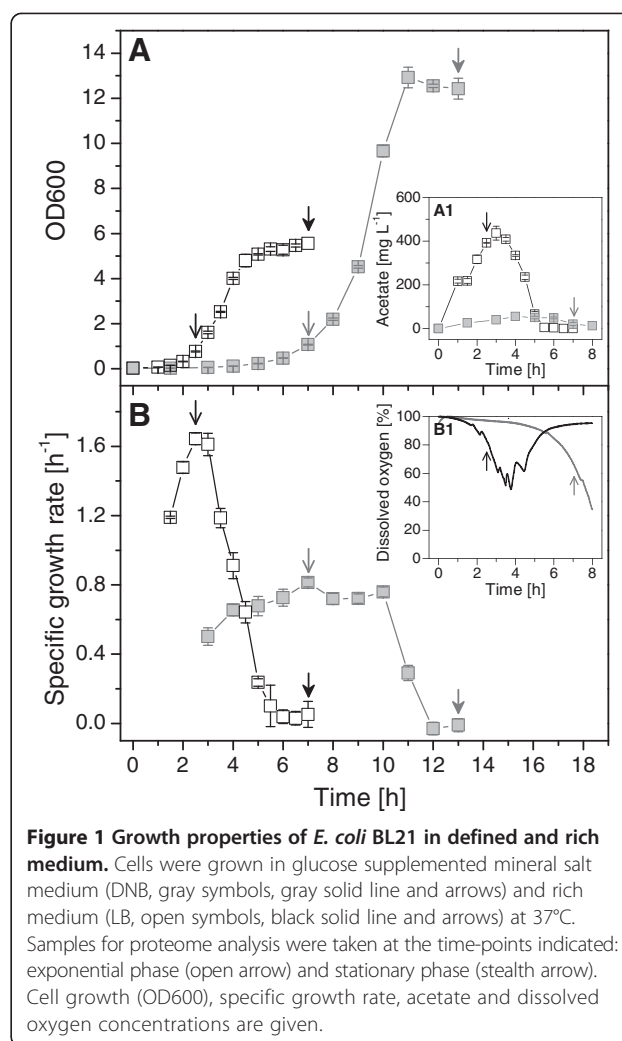 A
14
12
10
8
6
4
2
0
OD600
A1
600
400
200
0
Acetate [mg L⁻¹]
0 2 4 6 8
Time [h]
B
1.6
1.2
0.8
0.4
0.0
Specific growth rate [h⁻¹]
B1
100
80
60
40
20
0
Dissolved oxygen [%]
0 2 4 6 8
Time [h]
0 2 4 6 8 10 12 14 16 18
Time [h]
Figure 1 Growth properties of E. coli BL21 in defined and rich
medium. Cells were grown in glucose supplemented mineral salt
medium (DNB, gray symbols, gray solid line and arrows) and rich
medium (LB, open symbols, black solid line and arrows) at 37°C.
Samples for proteome analysis were taken at the time-points indicated:
exponential phase (open arrow) and stationary phase (stealth arrow).
Cell growth (OD600), specific growth rate, acetate and dissolved
oxygen concentrations are given.